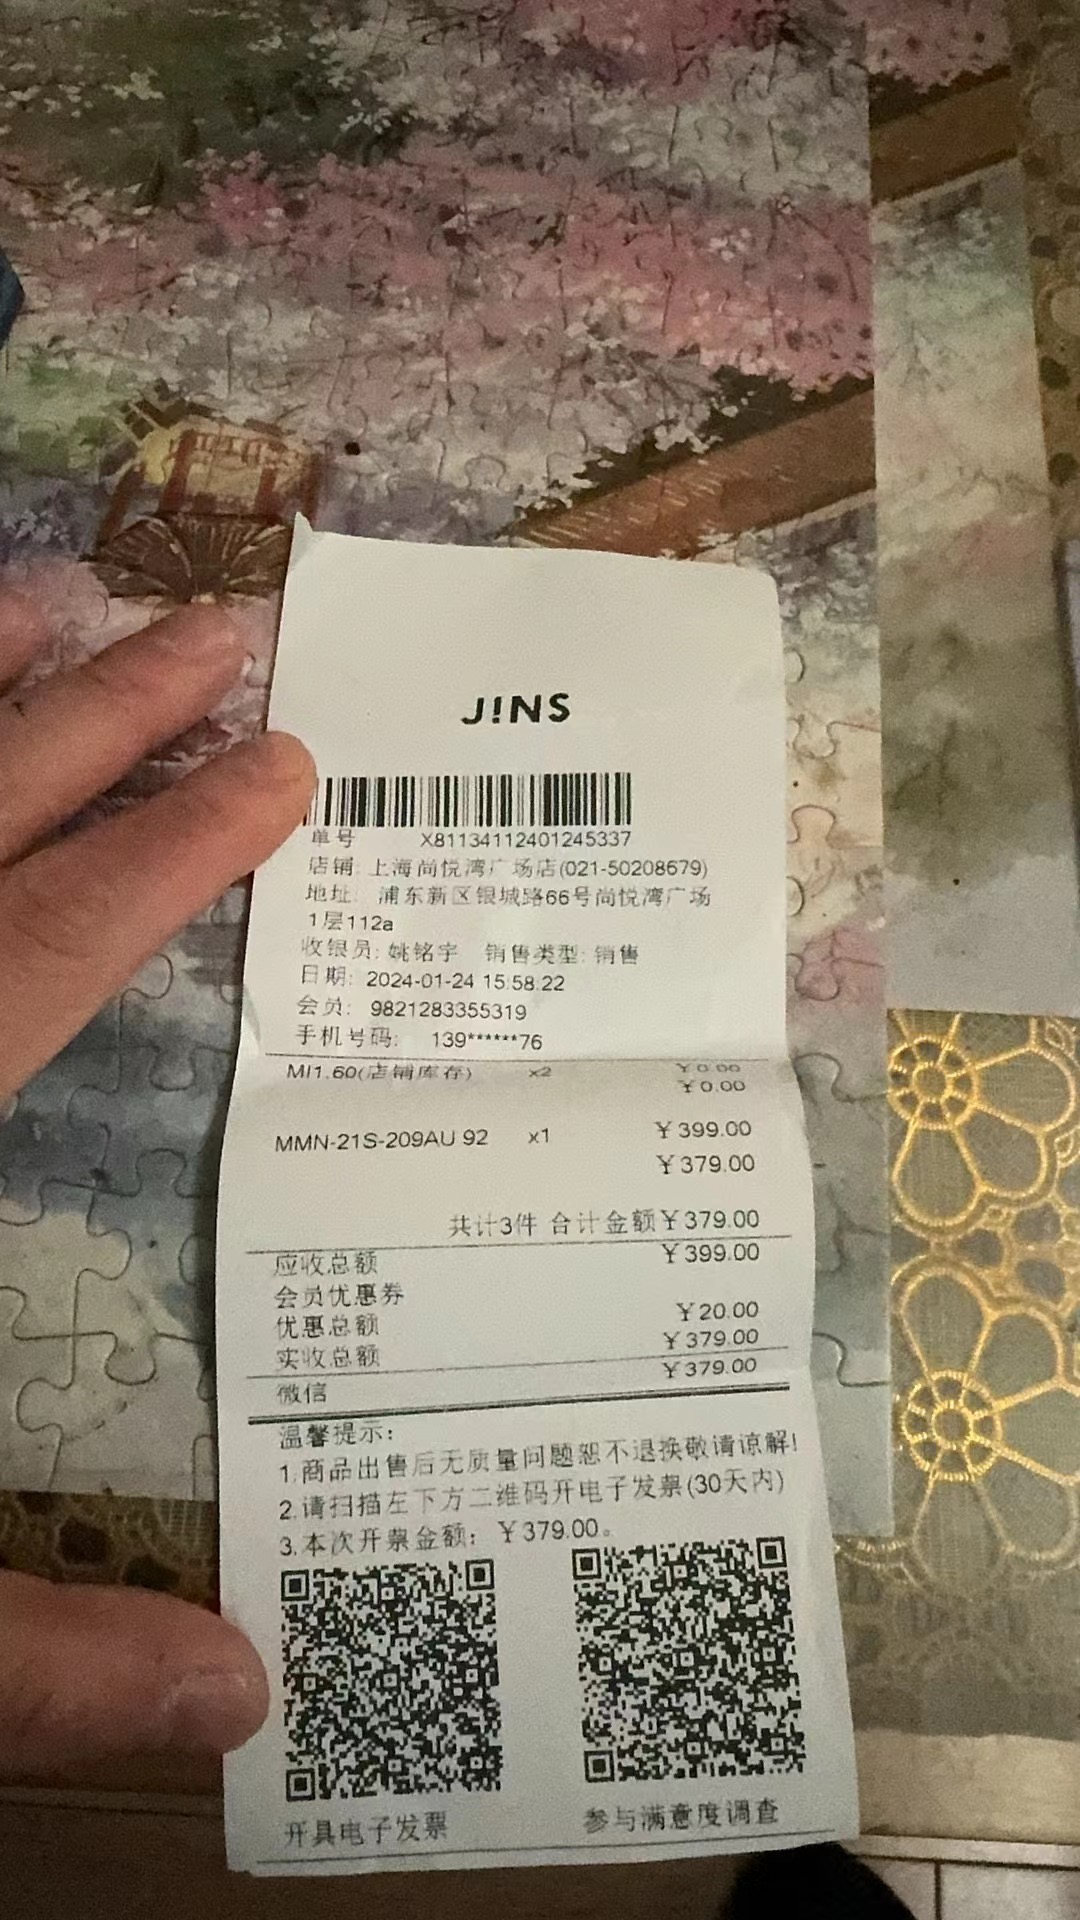 J!NS
单号 X81134112401245337
店铺: 上海尚悦湾广场店(021-50208679)
地址: 浦东新区银城路66号尚悦湾广场
1层112a
收银员: 姚铭宇 销售类型: 销售
日期: 2024-01-24 15:58:22
会员: 9821283355319
手机号码: 139******76
MI1.60(店铺库存) x2 ￥0.00
￥0.00
MMN-21S-209AU 92 x1 ￥399.00
￥379.00
共计3件 合计金额￥379.00
应收总额 ￥399.00
会员优惠券
优惠总额 ￥20.00
实收总额 ￥379.00
微信 ￥379.00
温馨提示:
1.商品出售后无质量问题恕不退换敬请谅解!
2.请扫描左下方二维码开电子发票(30天内)
3.本次开票金额: ￥379.00。
开具电子发票 参与满意度调查